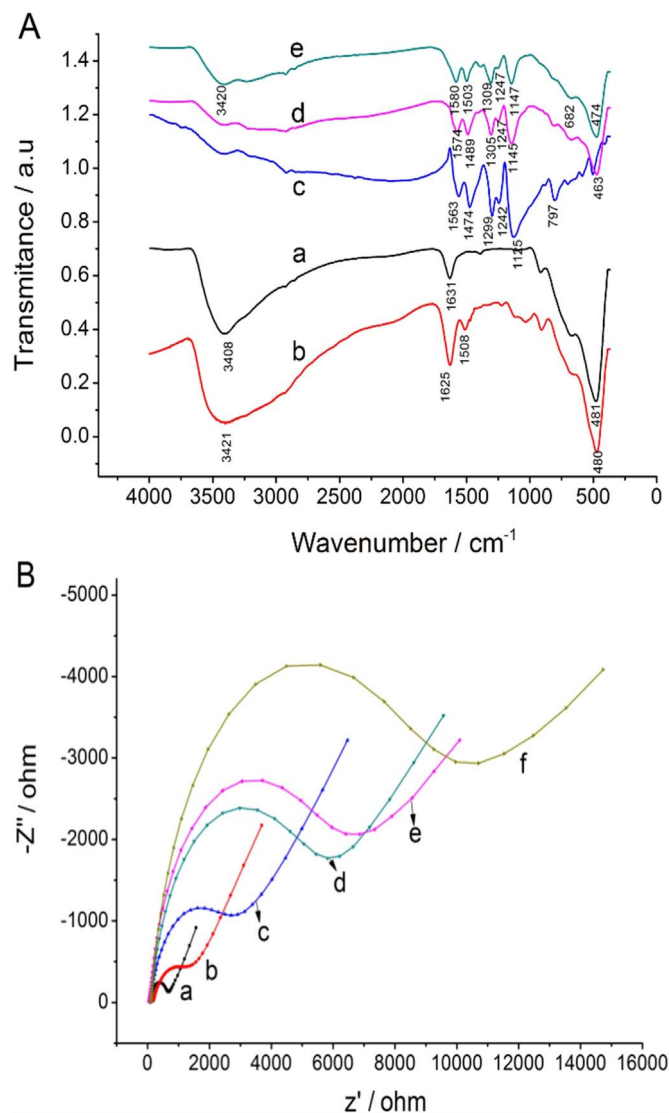 A
1.4
1.2
1.0
0.8
0.6
0.4
0.2
0.0
Transmitance / a.u
e
3420
1580
1503
1309
1247
1147
682
474
d
1574
1489
1305
1247
1145
463
c
1563
1474
1299
1242
1125
797
a
3408
1631
481
b
3421
1625
1508
480
4000 3500 3000 2500 2000 1500 1000 500 0
Wavenumber / cm⁻¹
B
-5000
-4000
-3000
-2000
-1000
0
-Z" / ohm
f
e
d
c
b
a
0 2000 4000 6000 8000 10000 12000 14000 16000
z' / ohm